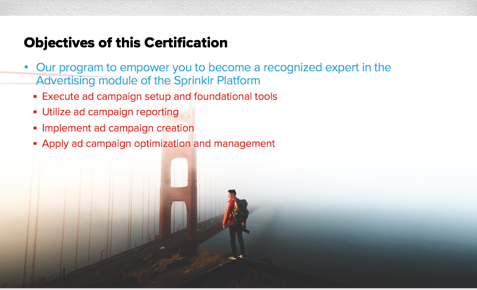 Objectives of this Certification
• Our program to empower you to become a recognized expert in the
Advertising module of the Sprinklr Platform
▪ Execute ad campaign setup and foundational tools
▪ Utilize ad campaign reporting
▪ Implement ad campaign creation
▪ Apply ad campaign optimization and management